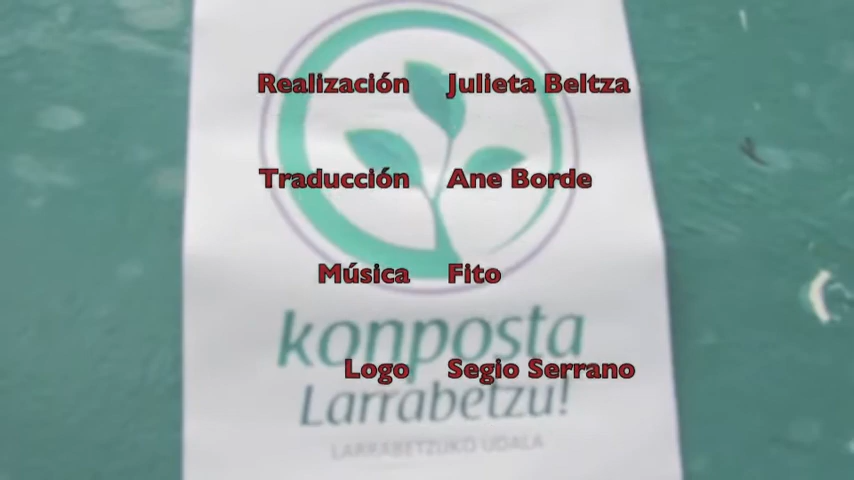 Realización Julieta Beltza
Traducción Ane Borde
Música Fito
konposta
Logo Segio Serrano
Larrabetzu!
LARRABETZUKO UDALA